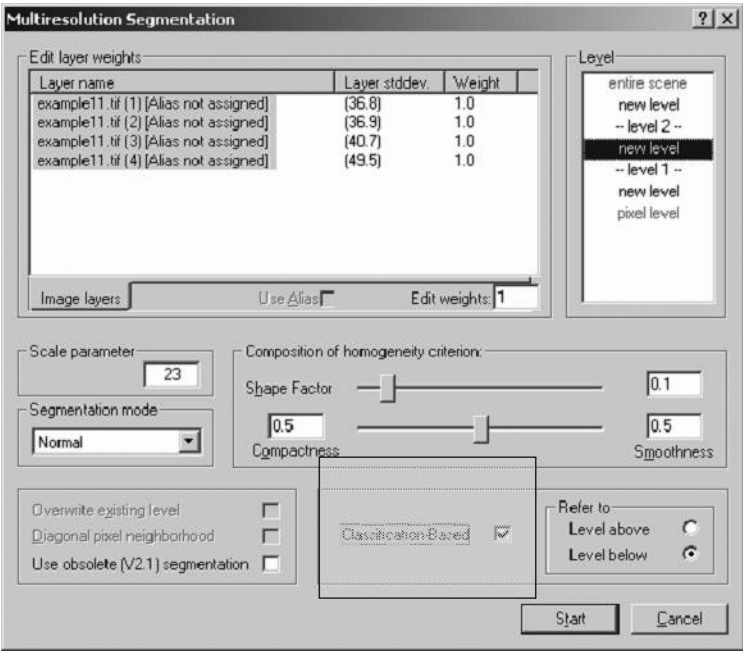 Multiresolution Segmentation
Edit layer weights
Layer name Layer stddev. Weight
example11.tif (1) [Alias not assigned] (36.8) 1.0
example11.tif (2) [Alias not assigned] (36.9) 1.0
example11.tif (3) [Alias not assigned] (40.7) 1.0
example11.tif (4) [Alias not assigned] (49.5) 1.0
Image layers Use Alias Edit weights: 1
Level
entire scene
new level
-- level 2 --
new level
-- level 1 --
new level
pixel level
Scale parameter
23
Segmentation mode
Normal
Composition of homogeneity criterion:
Shape Factor 0.1
0.5 0.5
Compactness Smoothness
Overwrite existing level
Diagonal pixel neighborhood
Use obsolete (V2.1) segmentation
Classification-Based
Refer to
Level above
Level below
Start Cancel